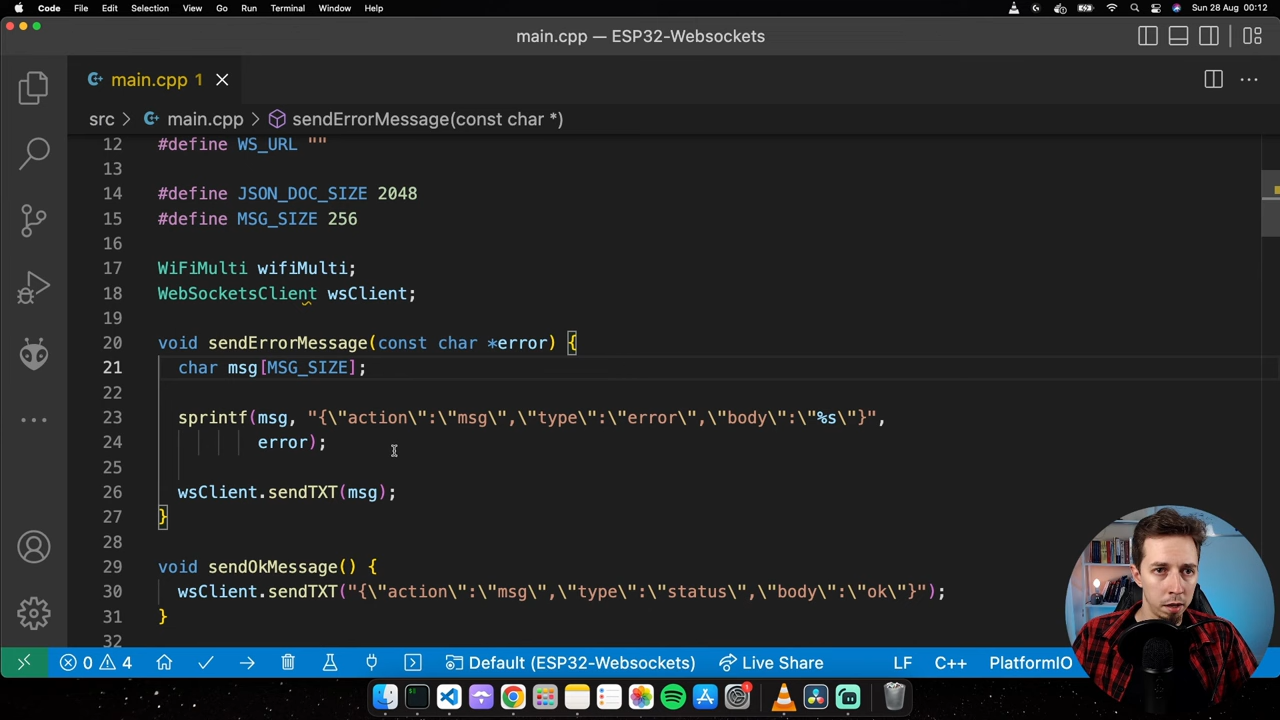 Code File Edit Selection View Go Run Terminal Window Help Sun 28 Aug 00:12
main.cpp — ESP32-Websockets
main.cpp 1
src > main.cpp > sendErrorMessage(const char *)
12 #define WS_URL ""
13
14 #define JSON_DOC_SIZE 2048
15 #define MSG_SIZE 256
16
17 WiFiMulti wifiMulti;
18 WebSocketsClient wsClient;
19
20 void sendErrorMessage(const char *error) {
21 char msg[MSG_SIZE];
22
23 sprintf(msg, "{\"action\":\"msg\",\"type\":\"error\",\"body\":\"%s\"}",
24 error);
25
26 wsClient.sendTXT(msg);
27 }
28
29 void sendOkMessage() {
30 wsClient.sendTXT("{\"action\":\"msg\",\"type\":\"status\",\"body\":\"ok\"}");
31 }
32
0 4 Default (ESP32-Websockets) Live Share LF C++ PlatformIO